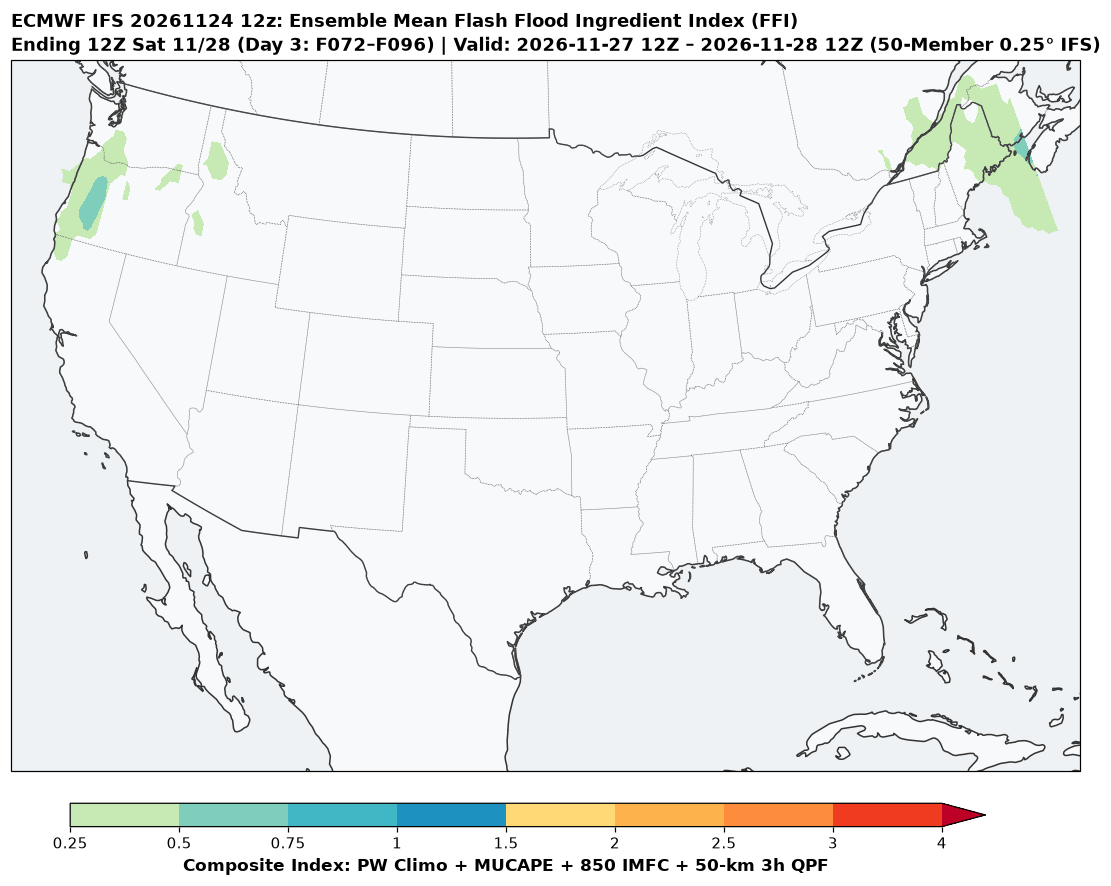 ECMWF IFS 20261124 12z: Ensemble Mean Flash Flood Ingredient Index (FFI)
Ending 12Z Sat 11/28 (Day 3: F072–F096) | Valid: 2026-11-27 12Z – 2026-11-28 12Z (50-Member 0.25° IFS)
0.25 0.5 0.75 1 1.5 2 2.5 3 4
Composite Index: PW Climo + MUCAPE + 850 IMFC + 50-km 3h QPF